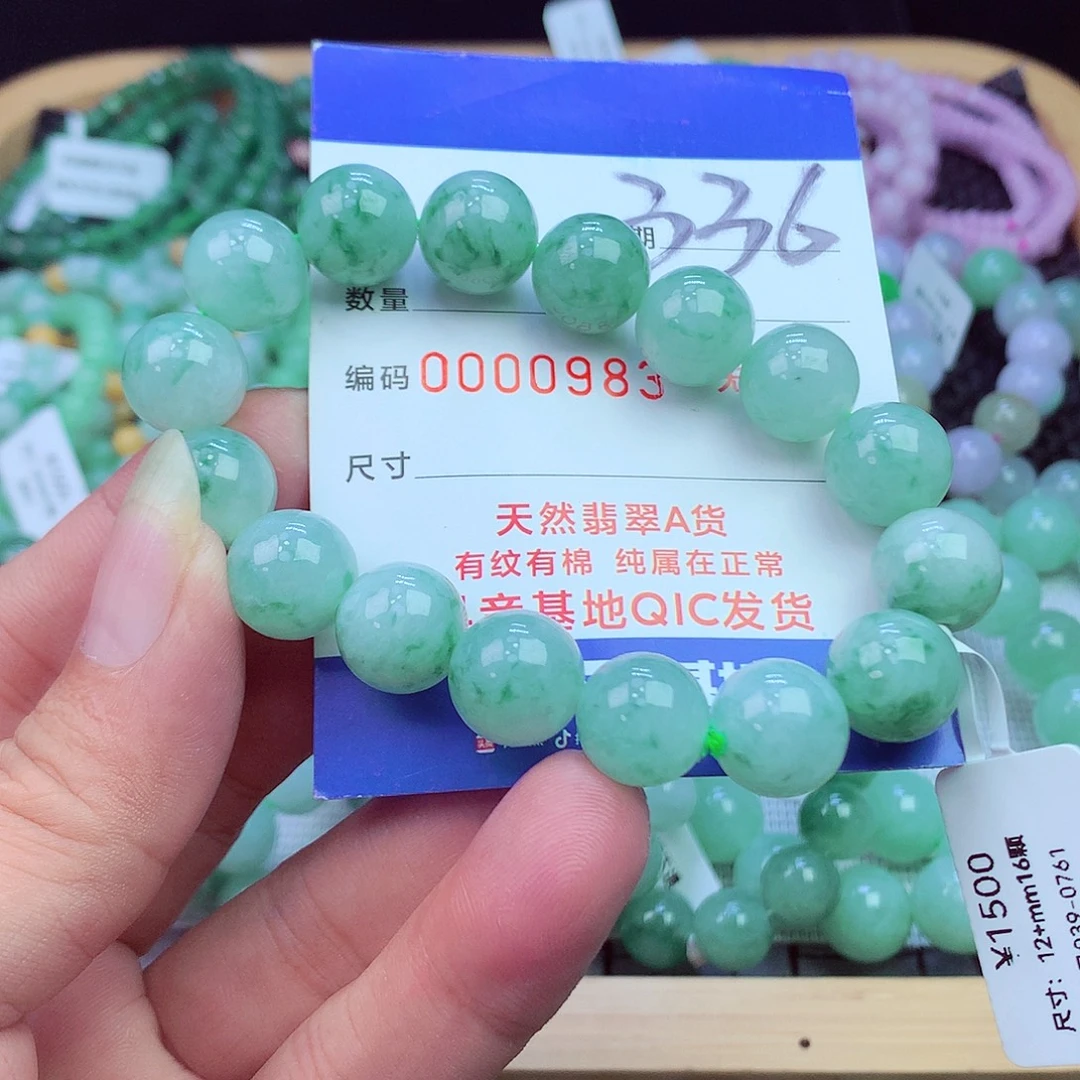 336
期
数量
编码 0000983
尺寸
天然翡翠A货
有纹有棉 纯属在正常
产基地QIC发货
¥1500
尺寸: 12+mm16颗